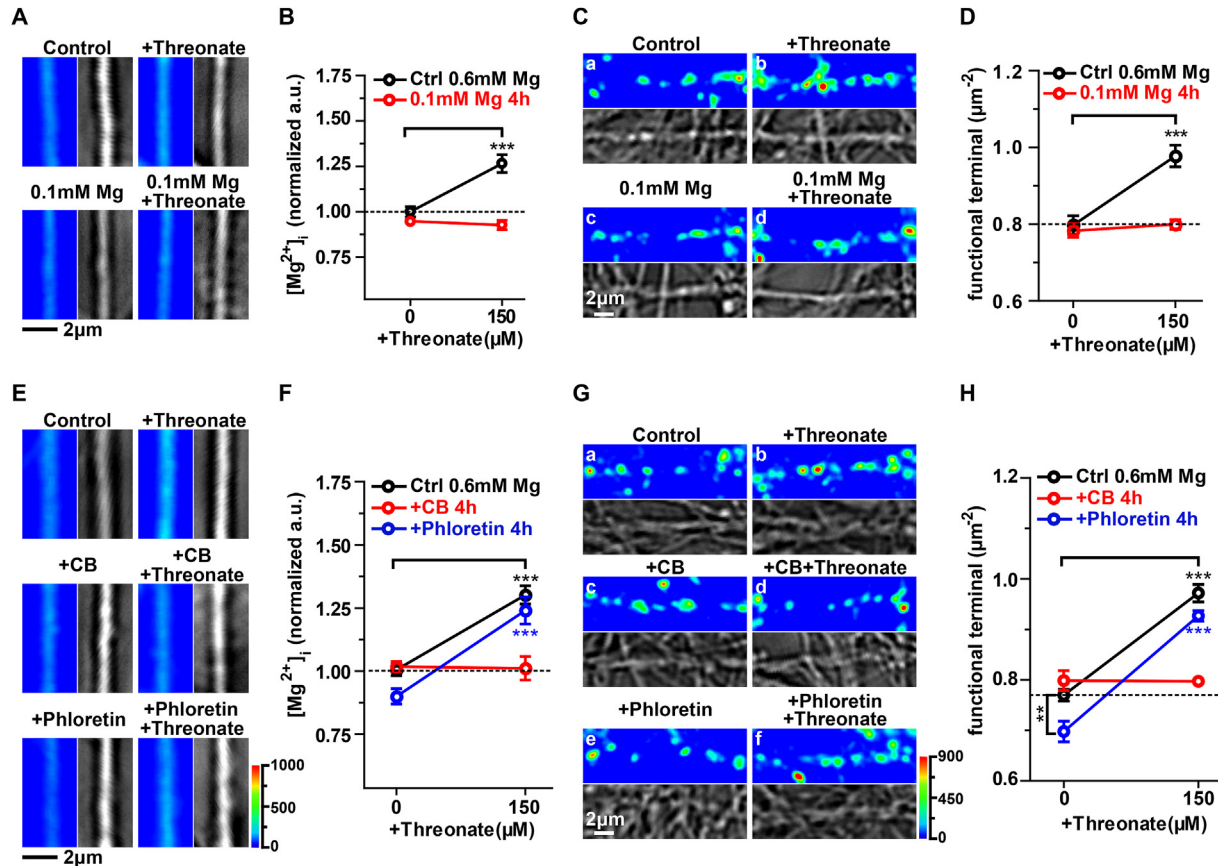 A
Control
+Threonate
0.1mM Mg
0.1mM Mg
+Threonate
2µm
B
[Mg2+]i (normalized a.u.)
1.75
1.50
1.25
1.00
0.75
Ctrl 0.6mM Mg
0.1mM Mg 4h
***
0
150
+Threonate(µM)
C
Control
+Threonate
a
b
0.1mM Mg
0.1mM Mg
+Threonate
c
d
2µm
D
functional terminal (µm-2)
1.2
1.0
0.8
0.6
Ctrl 0.6mM Mg
0.1mM Mg 4h
***
0
150
+Threonate(µM)
E
Control
+Threonate
+CB
+CB
+Threonate
+Phloretin
+Phloretin
+Threonate
1000
500
0
2µm
F
[Mg2+]i (normalized a.u.)
1.75
1.50
1.25
1.00
0.75
Ctrl 0.6mM Mg
+CB 4h
+Phloretin 4h
***
***
0
150
+Threonate(µM)
G
Control
+Threonate
a
b
+CB
+CB+Threonate
c
d
+Phloretin
+Phloretin
+Threonate
e
f
2µm
900
450
0
H
functional terminal (µm-2)
1.2
1.0
0.8
0.6
Ctrl 0.6mM Mg
+CB 4h
+Phloretin 4h
***
***
**
0
150
+Threonate(µM)